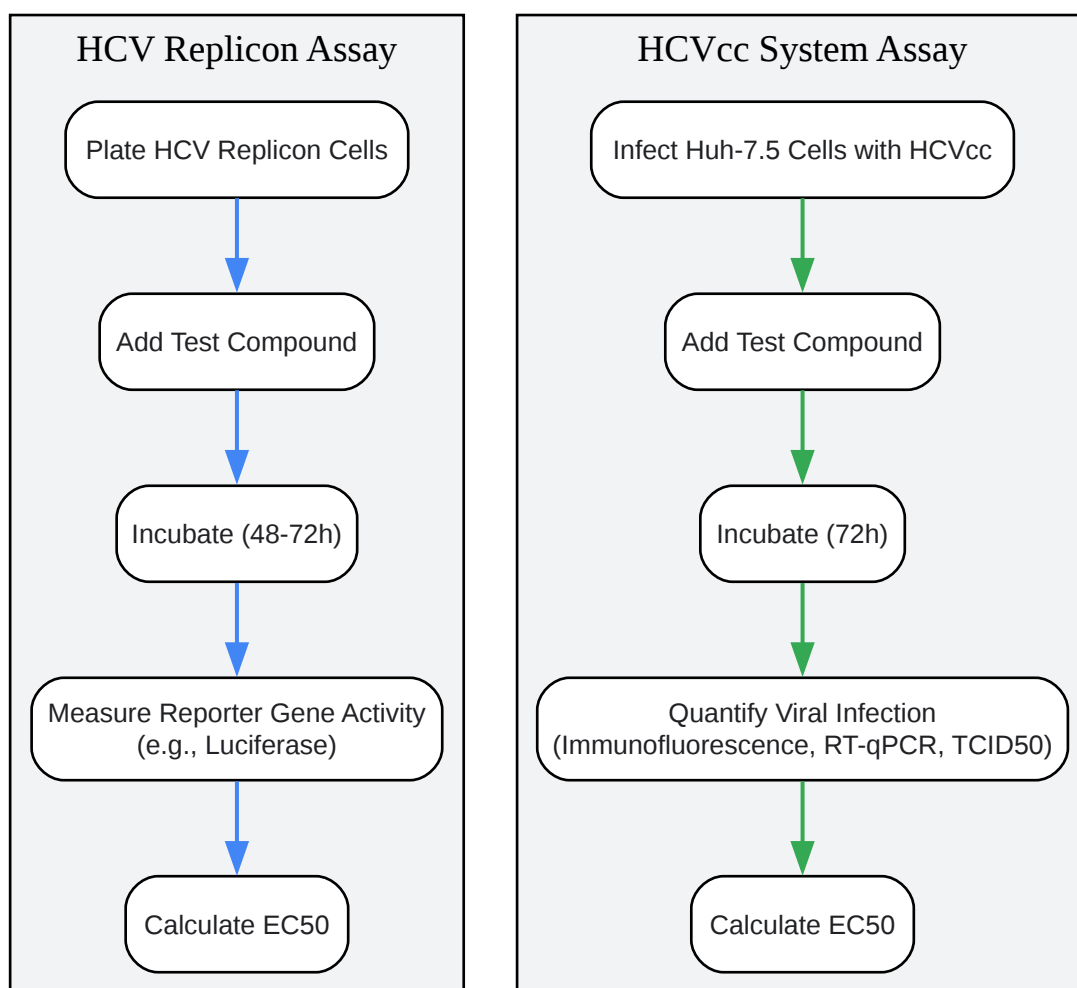 HCV Replicon Assay
Plate HCV Replicon Cells
Add Test Compound
Incubate (48-72h)
Measure Reporter Gene Activity
(e.g., Luciferase)
Calculate EC50
HCVcc System Assay
Infect Huh-7.5 Cells with HCVcc
Add Test Compound
Incubate (72h)
Quantify Viral Infection
(Immunofluorescence, RT-qPCR, TCID50)
Calculate EC50